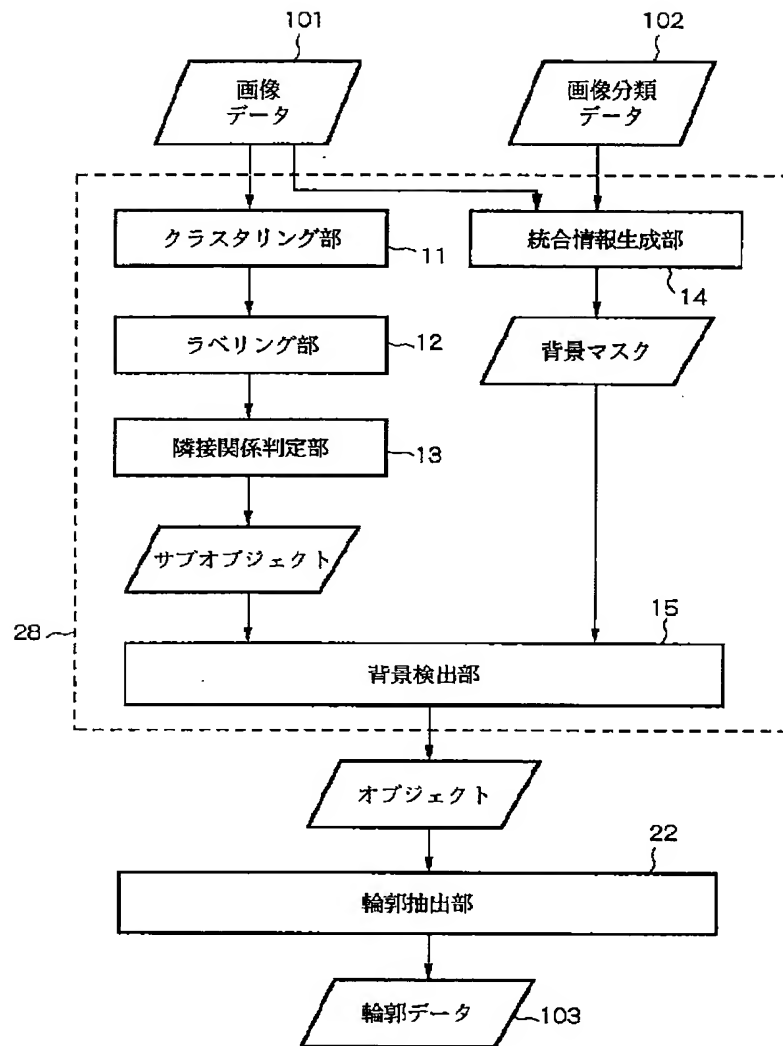 101
102
画像
データ
画像分類
データ
クラスタリング部
11
統合情報生成部
14
ラベリング部
12
背景マスク
隣接関係判定部
13
サブオブジェクト
28
15
背景検出部
オブジェクト
22
輪郭抽出部
輪郭データ
103